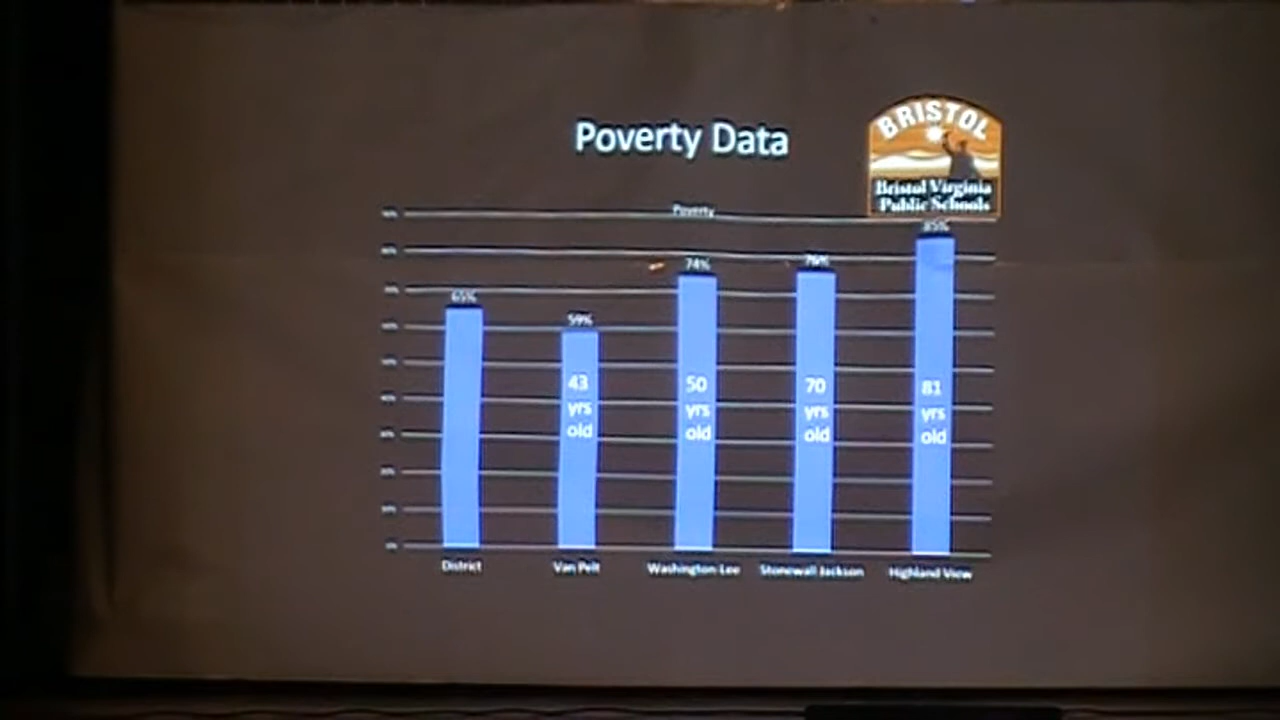 Poverty Data
BRISTOL
Bristol Virginia
Public Schools
Poverty
65%
59%
74%
76%
85%
43
yrs
old
50
yrs
old
70
yrs
old
81
yrs
old
District
Van Pelt
Washington-Lee
Stonewall Jackson
Highland View